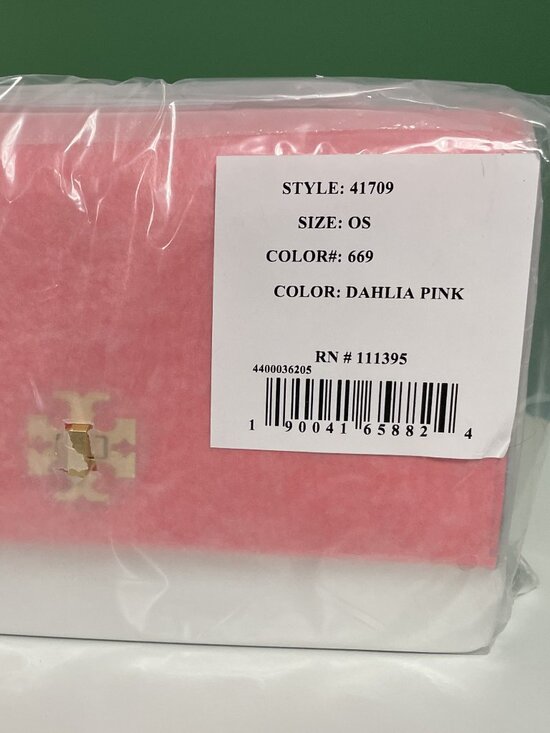 STYLE: 41709
SIZE: OS
COLOR#: 669
COLOR: DAHLIA PINK
RN # 111395
4400036205
1 90041 65882 4